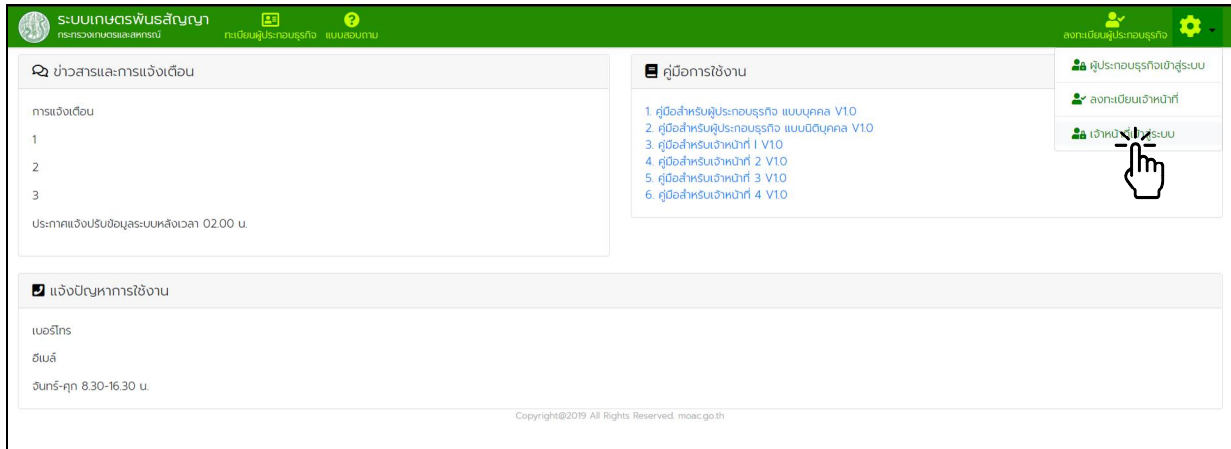 ระบบเกษตรพันธสัญญา
กระทรวงเกษตรและสหกรณ์
ทะเบียนผู้ประกอบธุรกิจ
แบบสอบถาม
ลงทะเบียนผู้ประกอบธุรกิจ
ผู้ประกอบธุรกิจเข้าสู่ระบบ
ลงทะเบียนเจ้าหน้าที่
เจ้าหน้าที่เข้าสู่ระบบ
ข่าวสารและการแจ้งเตือน
การแจ้งเตือน
1
2
3
ประกาศแจ้งปรับข้อมูลระบบหลังเวลา 02.00 น.
คู่มือการใช้งาน
1. คู่มือสำหรับผู้ประกอบธุรกิจ แบบบุคคล V1.0
2. คู่มือสำหรับผู้ประกอบธุรกิจ แบบนิติบุคคล V1.0
3. คู่มือสำหรับเจ้าหน้าที่ 1 V1.0
4. คู่มือสำหรับเจ้าหน้าที่ 2 V1.0
5. คู่มือสำหรับเจ้าหน้าที่ 3 V1.0
6. คู่มือสำหรับเจ้าหน้าที่ 4 V1.0
แจ้งปัญหาการใช้งาน
เบอร์โทร
อีเมล์
จันทร์-ศุก 8.30-16.30 น.
Copyright@2019 All Rights Reserved. moac.go.th